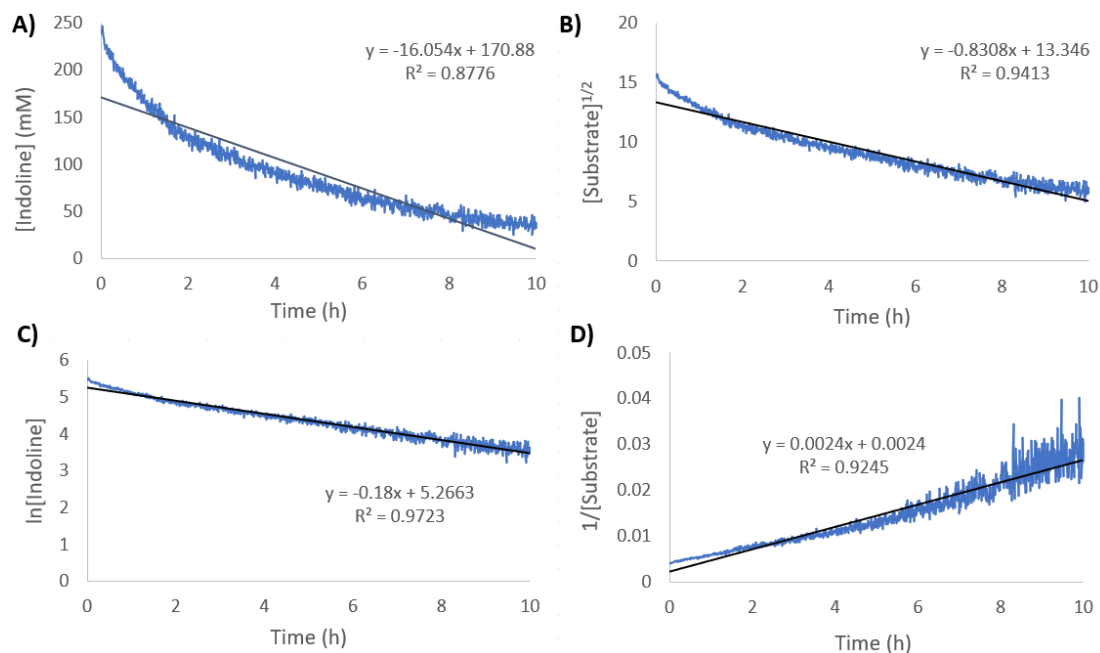 A)
[Indoline] (mM)
250
200
150
100
50
0
y = -16.054x + 170.88
R² = 0.8776
0 2 4 6 8 10
Time (h)
B)
[Substrate]¹/²
20
15
10
5
0
y = -0.8308x + 13.346
R² = 0.9413
0 2 4 6 8 10
Time (h)
C)
ln[Indoline]
6
5
4
3
2
1
0
y = -0.18x + 5.2663
R² = 0.9723
0 2 4 6 8 10
Time (h)
D)
1/[Substrate]
0.05
0.04
0.03
0.02
0.01
0
y = 0.0024x + 0.0024
R² = 0.9245
0 2 4 6 8 10
Time (h)